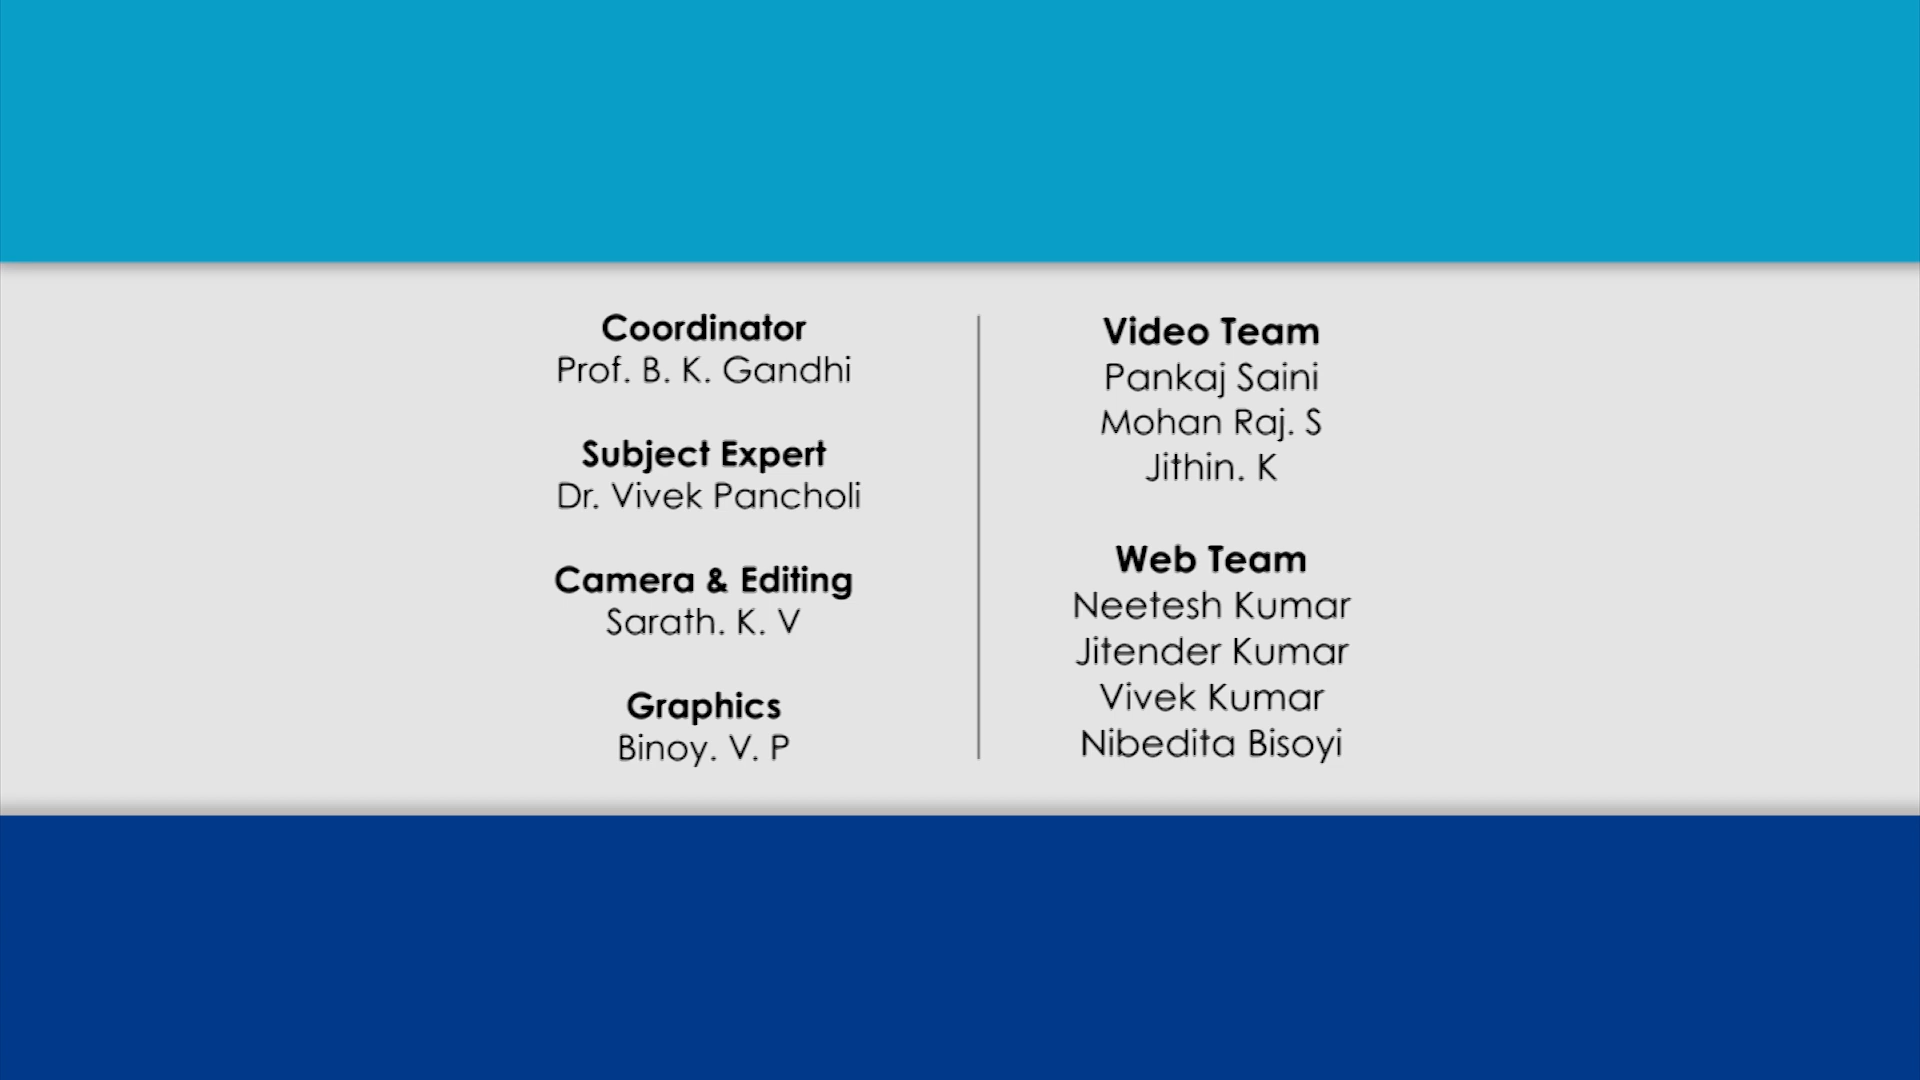 Coordinator
Prof. B. K. Gandhi
Subject Expert
Dr. Vivek Pancholi
Camera & Editing
Sarath. K. V
Graphics
Binoy. V. P
Video Team
Pankaj Saini
Mohan Raj. S
Jithin. K
Web Team
Neetesh Kumar
Jitender Kumar
Vivek Kumar
Nibedita Bisoyi